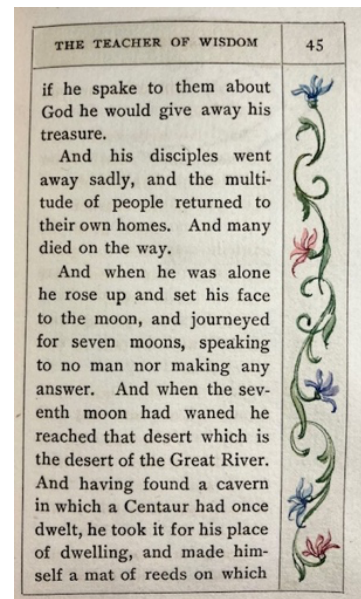 THE TEACHER OF WISDOM 45
if he spake to them about
God he would give away his
treasure.
And his disciples went
away sadly, and the multi-
tude of people returned to
their own homes. And many
died on the way.
And when he was alone
he rose up and set his face
to the moon, and journeyed
for seven moons, speaking
to no man nor making any
answer. And when the sev-
enth moon had waned he
reached that desert which is
the desert of the Great River.
And having found a cavern
in which a Centaur had once
dwelt, he took it for his place
of dwelling, and made him-
self a mat of reeds on which